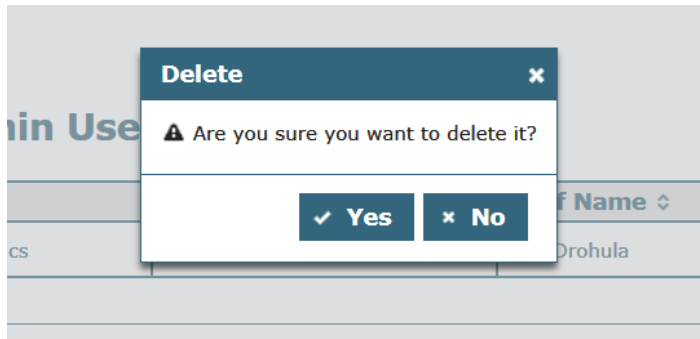 Delete
Are you sure you want to delete it?
Yes
No
Name
Drohula